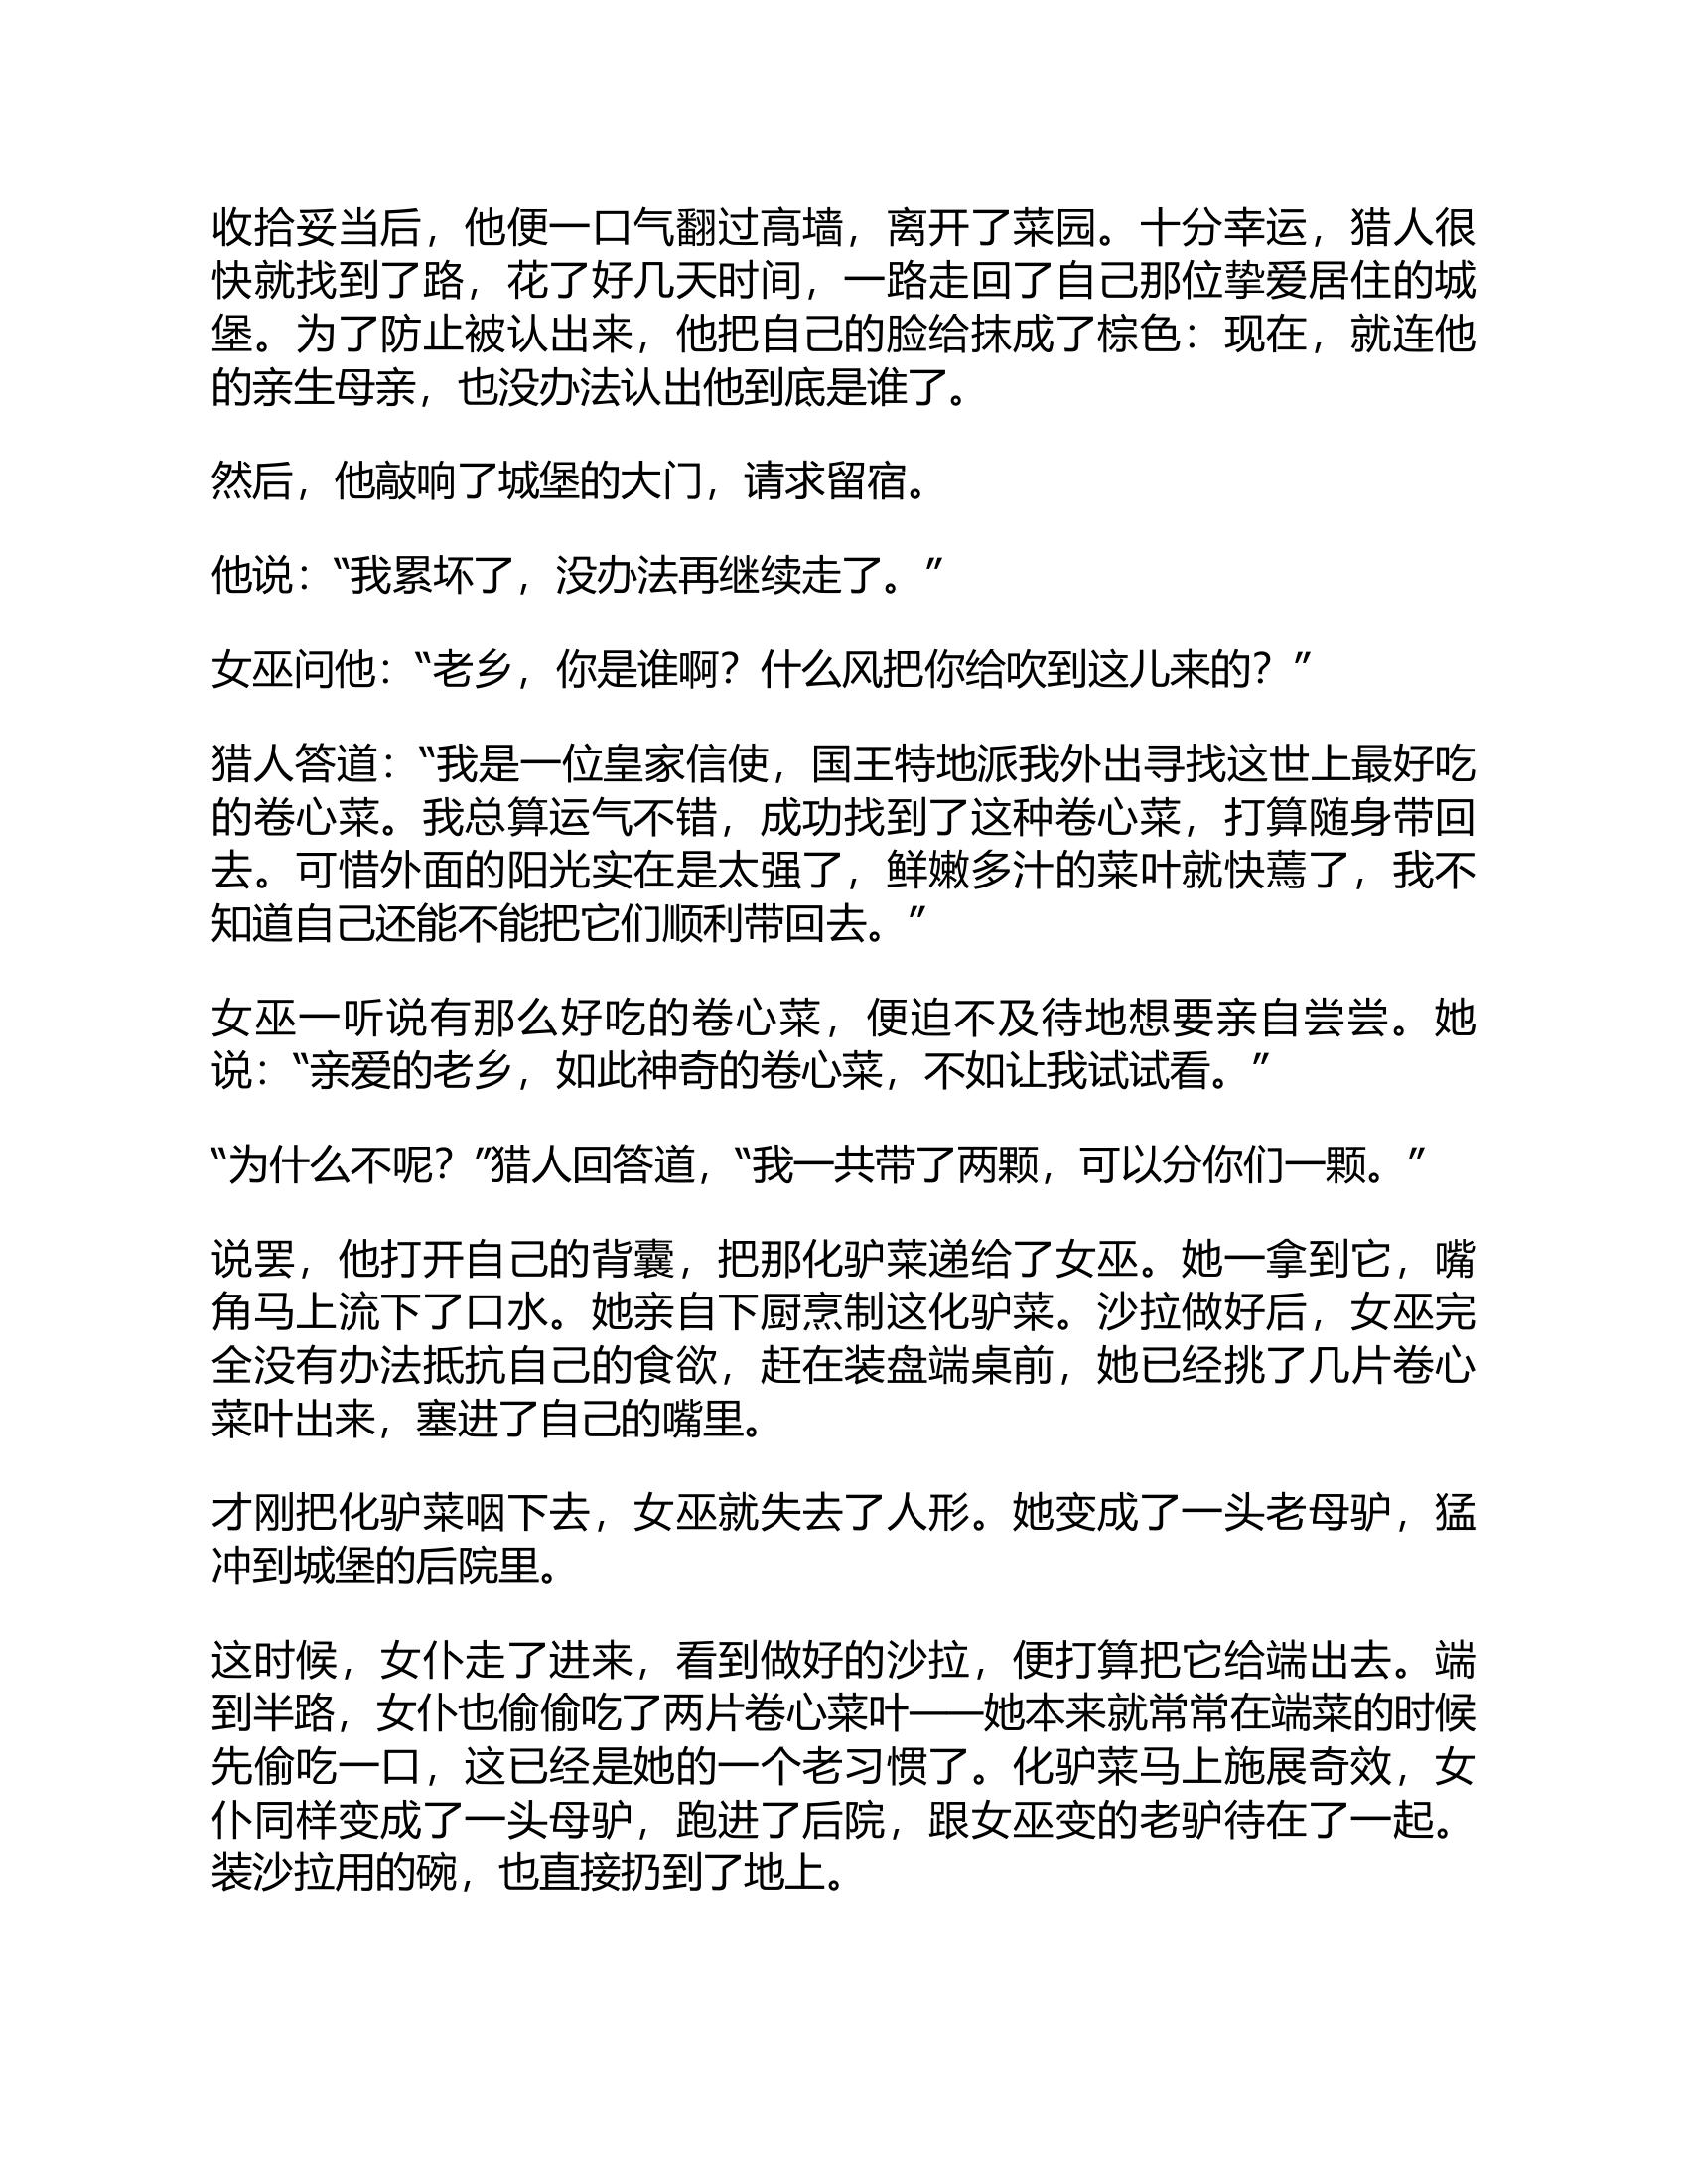 收拾妥当后，他便一口气翻过高墙，离开了菜园。十分幸运，猎人很
快就找到了路，花了好几天时间，一路走回了自己那位挚爱居住的城
堡。为了防止被认出来，他把自己的脸给抹成了棕色：现在，就连他
的亲生母亲，也没办法认出他到底是谁了。
然后，他敲响了城堡的大门，请求留宿。
他说：“我累坏了，没办法再继续走了。”
女巫问他：“老乡，你是谁啊？什么风把你给吹到这儿来的？”
猎人答道：“我是一位皇家信使，国王特地派我外出寻找这世上最好吃
的卷心菜。我总算运气不错，成功找到了这种卷心菜，打算随身带回
去。可惜外面的阳光实在是太强了，鲜嫩多汁的菜叶就快蔫了，我不
知道自己还能不能把它们顺利带回去。”
女巫一听说有那么好吃的卷心菜，便迫不及待地想要亲自尝尝。她
说：“亲爱的老乡，如此神奇的卷心菜，不如让我试试看。”
“为什么不呢？”猎人回答道，“我一共带了两颗，可以分你们一颗。”
说罢，他打开自己的背囊，把那化驴菜递给了女巫。她一拿到它，嘴
角马上流下了口水。她亲自下厨烹制这化驴菜。沙拉做好后，女巫完
全没有办法抵抗自己的食欲，赶在装盘端桌前，她已经挑了几片卷心
菜叶出来，塞进了自己的嘴里。
才刚把化驴菜咽下去，女巫就失去了人形。她变成了一头老母驴，猛
冲到城堡的后院里。
这时候，女仆走了进来，看到做好的沙拉，便打算把它给端出去。端
到半路，女仆也偷偷吃了两片卷心菜叶——她本来就常常在端菜的时候
先偷吃一口，这已经是她的一个老习惯了。化驴菜马上施展奇效，女
仆同样变成了一头母驴，跑进了后院，跟女巫变的老驴待在了一起。
装沙拉用的碗，也直接扔到了地上。